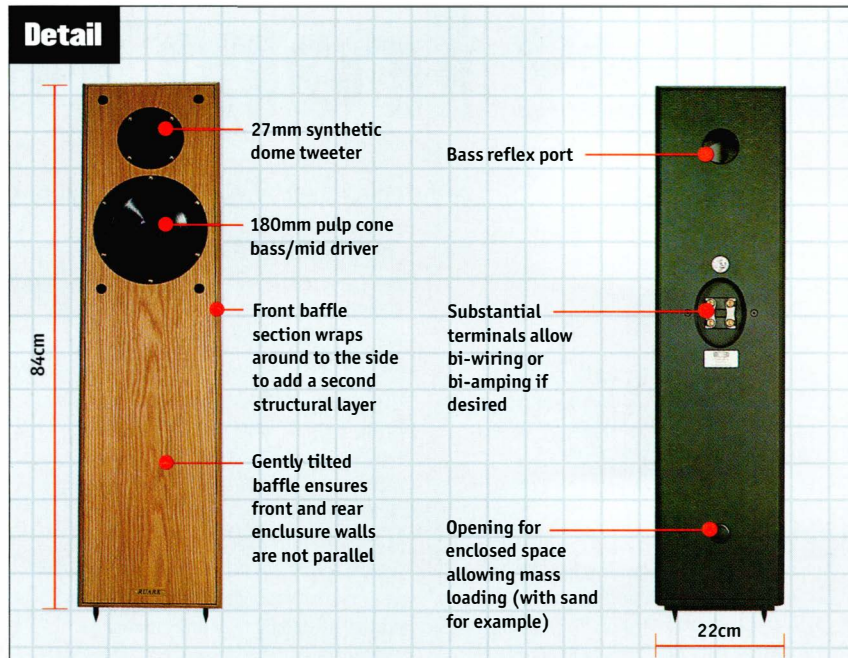 Detail
27mm synthetic
dome tweeter
180mm pulp cone
bass/mid driver
Front baffle
section wraps
around to the side
to add a second
structural layer
Gently tilted
baffle ensures
front and rear
enclusure walls
are not parallel
84cm
RUARK
Bass reflex port
Substantial
terminals allow
bi-wiring or
bi-amping if
desired
Opening for
enclosed space
allowing mass
loading (with sand
for example)
22cm